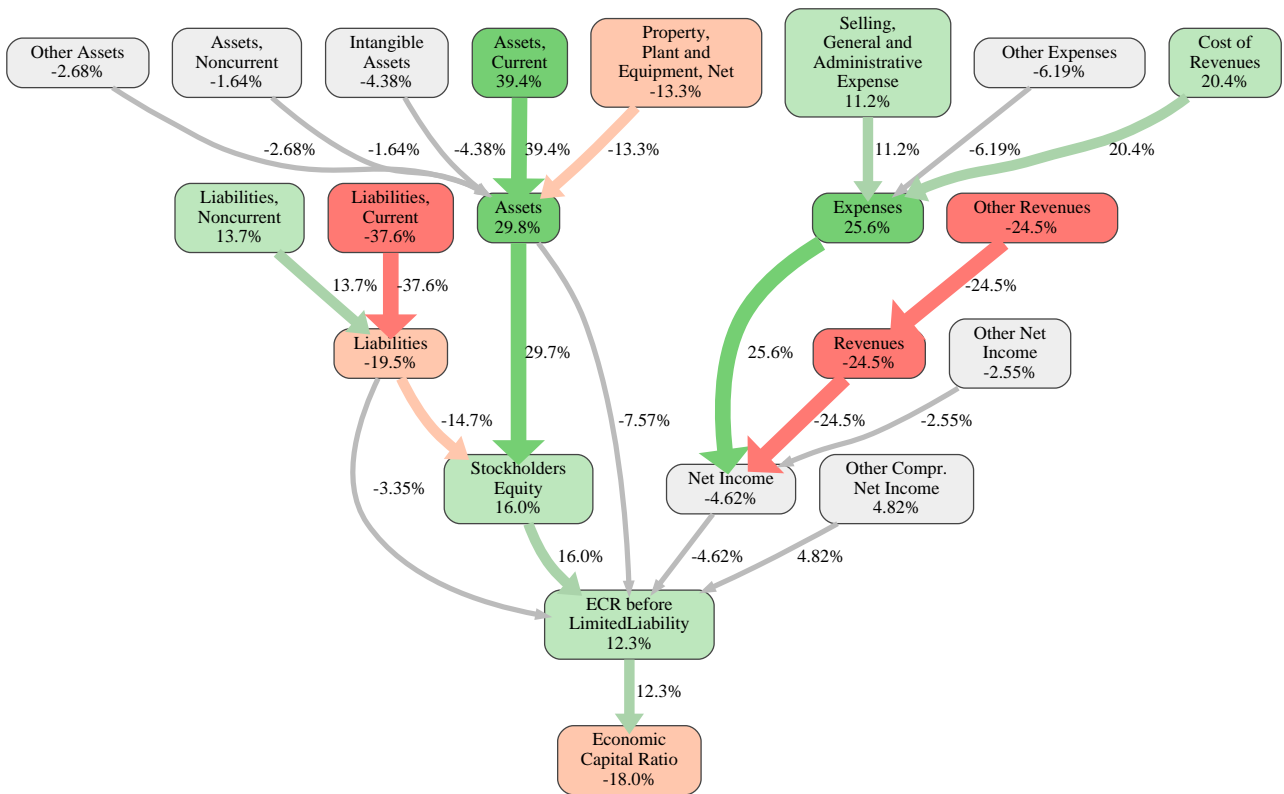 Other Assets
-2.68%
Assets,
Noncurrent
-1.64%
Intangible
Assets
-4.38%
Assets,
Current
39.4%
Property,
Plant and
Equipment, Net
-13.3%
Selling,
General and
Administrative
Expense
11.2%
Other Expenses
-6.19%
Cost of
Revenues
20.4%
-2.68%
-1.64%
-4.38%
39.4%
-13.3%
11.2%
-6.19%
20.4%
Liabilities,
Noncurrent
13.7%
Liabilities,
Current
-37.6%
Assets
29.8%
Expenses
25.6%
Other Revenues
-24.5%
13.7%
-37.6%
-24.5%
Liabilities
-19.5%
29.7%
25.6%
Revenues
-24.5%
Other Net
Income
-2.55%
-14.7%
-7.57%
-24.5%
-2.55%
-3.35%
Stockholders
Equity
16.0%
Net Income
-4.62%
Other Compr.
Net Income
4.82%
16.0%
-4.62%
4.82%
ECR before
LimitedLiability
12.3%
12.3%
Economic
Capital Ratio
-18.0%